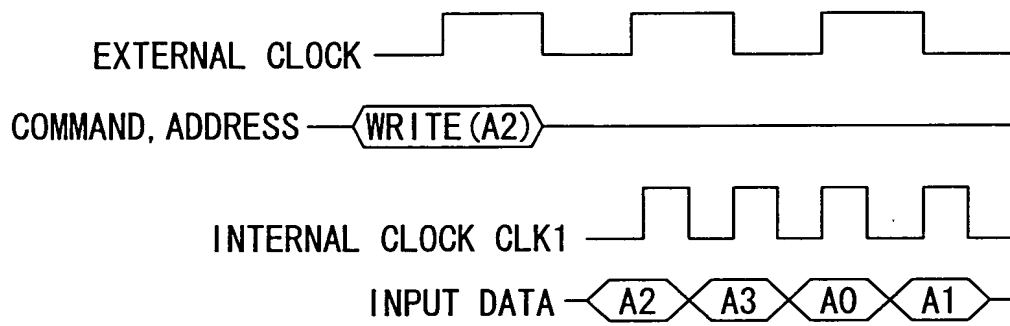 EXTERNAL CLOCK
COMMAND, ADDRESS WRITE(A2)
INTERNAL CLOCK CLK1
INPUT DATA A2 A3 A0 A1